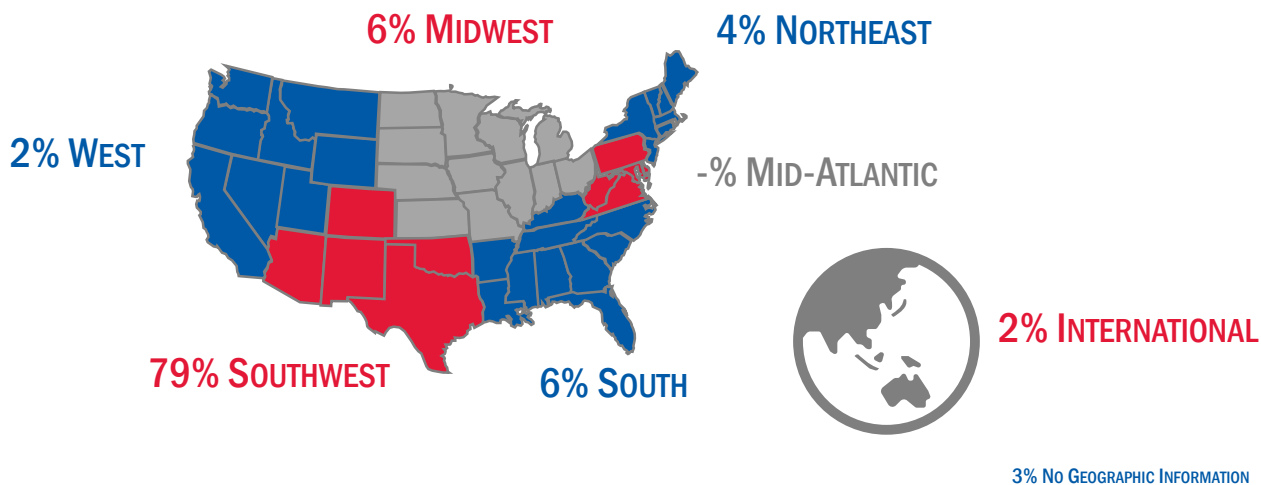 6% MIDWEST
4% NORTHEAST
2% WEST
-% MID-ATLANTIC
2% INTERNATIONAL
79% SOUTHWEST
6% SOUTH
3% NO GEOGRAPHIC INFORMATION